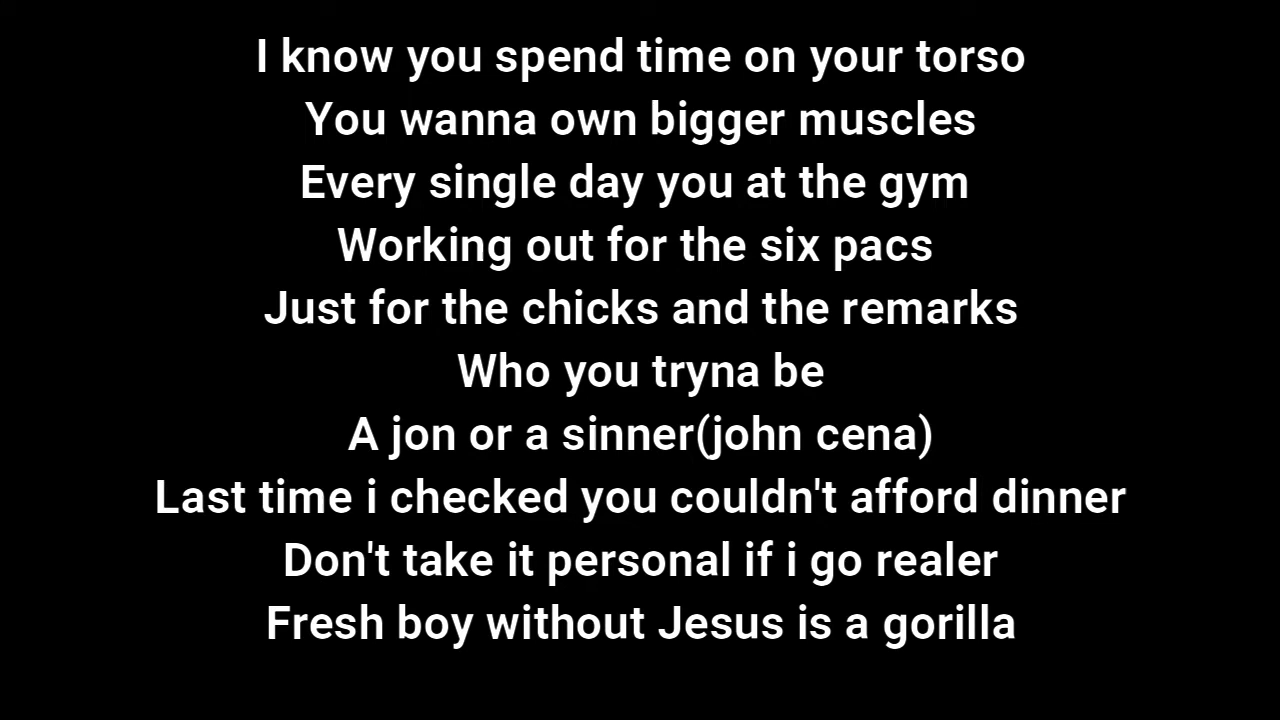 I know you spend time on your torso
You wanna own bigger muscles
Every single day you at the gym
Working out for the six pacs
Just for the chicks and the remarks
Who you tryna be
A jon or a sinner(john cena)
Last time i checked you couldn't afford dinner
Don't take it personal if i go realer
Fresh boy without Jesus is a gorilla